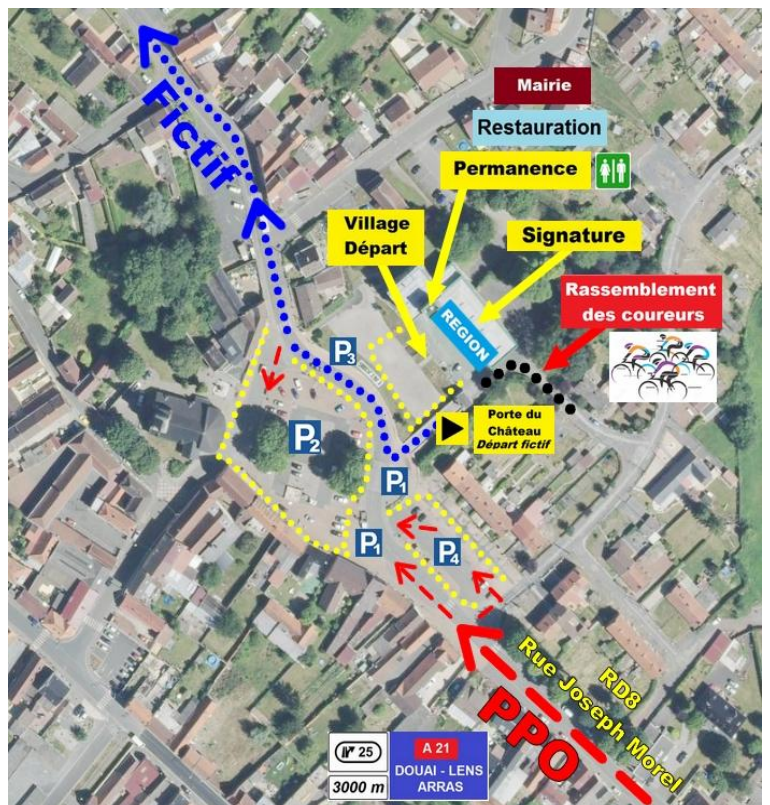 Fictif
Mairie
Restauration
Permanence
Village
Départ
Signature
REGION
Rassemblement
des coureurs
P3
P2
Porte du
Château
Départ fictif
P1
P1
P4
RD8
Rue Joseph Morel
PPO
25
3000 m
A 21
DOUAI - LENS
ARRAS